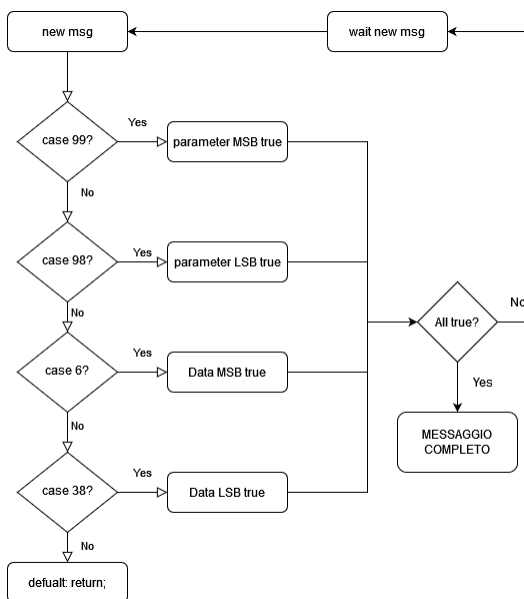 new msg
wait new msg
case 99?
Yes
parameter MSB true
No
case 98?
Yes
parameter LSB true
No
case 6?
Yes
Data MSB true
No
case 38?
Yes
Data LSB true
No
defualt: return;
All true?
No
Yes
MESSAGGIO
COMPLETO